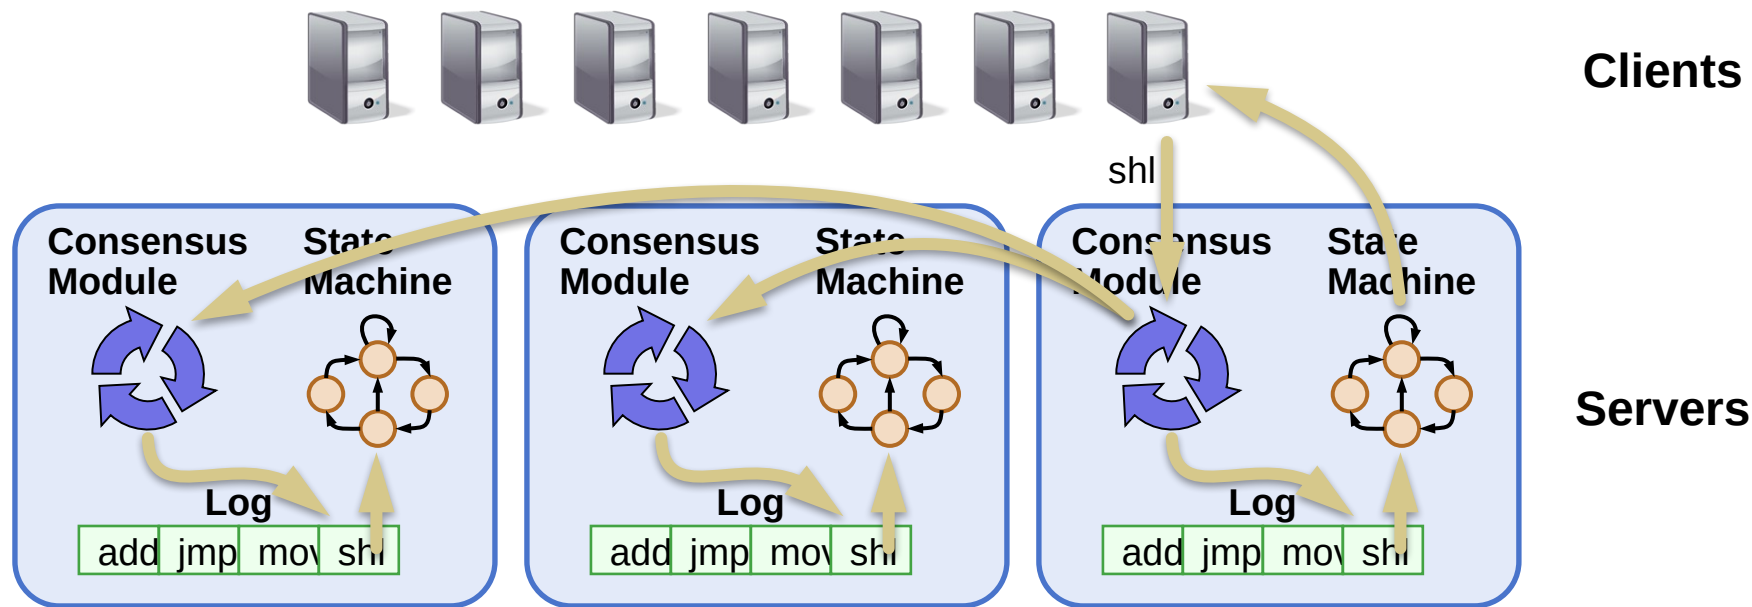 Clients
shl
Consensus Module
State Machine
Log
add jmp mov shl
Consensus Module
State Machine
Log
add jmp mov shl
Consensus Module
State Machine
Log
add jmp mov shl
Servers